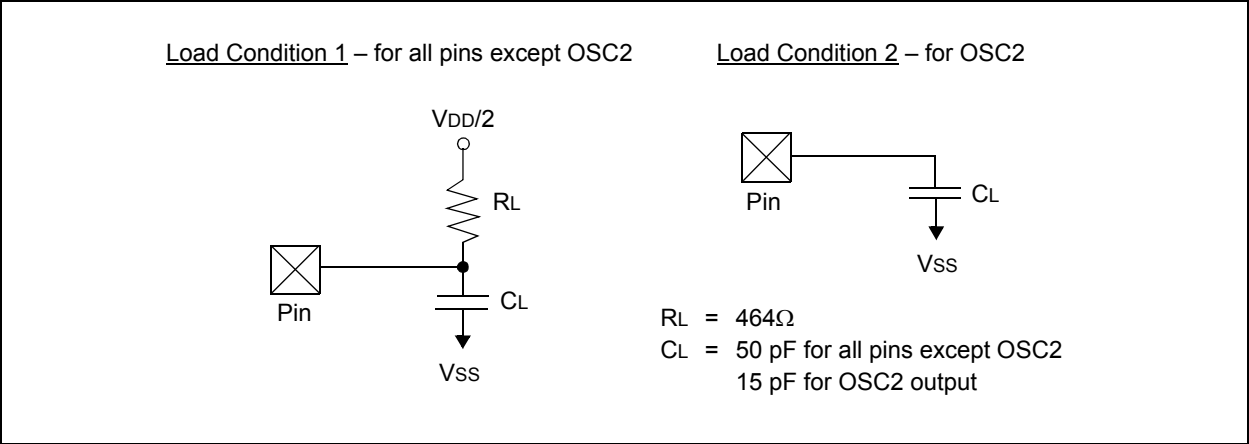 Load Condition 1 – for all pins except OSC2
VDD/2
RL
Pin
CL
VSS
Load Condition 2 – for OSC2
Pin
CL
VSS
RL = 464Ω
CL = 50 pF for all pins except OSC2
15 pF for OSC2 output